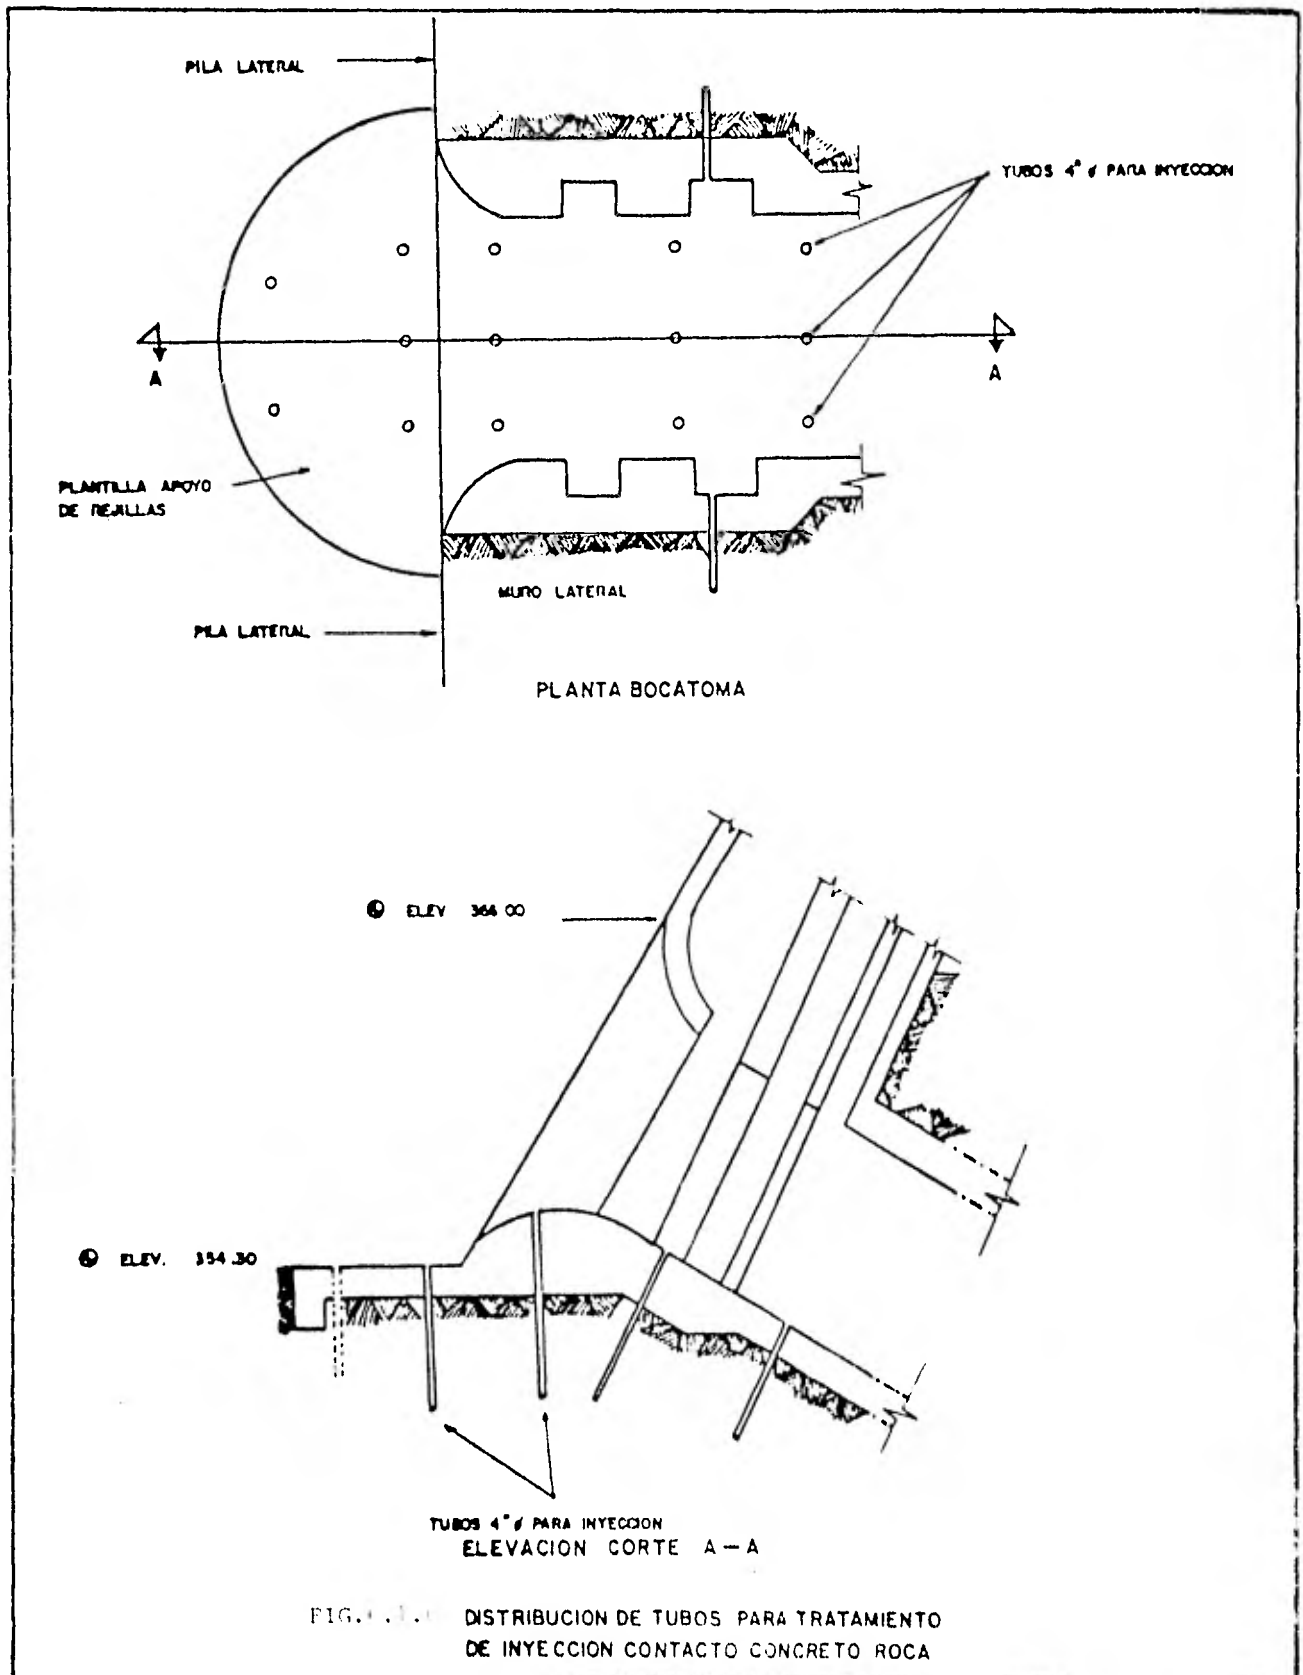 PILA LATERAL
TUBOS 4" ø PARA INYECCION
A
A
PLANTILLA APOYO
DE REJILLAS
MURO LATERAL
PILA LATERAL
PLANTA BOCATOMA
ELEV 364.00
ELEV. 354.30
TUBOS 4" ø PARA INYECCION
ELEVACION CORTE A-A
FIG. DISTRIBUCION DE TUBOS PARA TRATAMIENTO
DE INYECCION CONTACTO CONCRETO ROCA